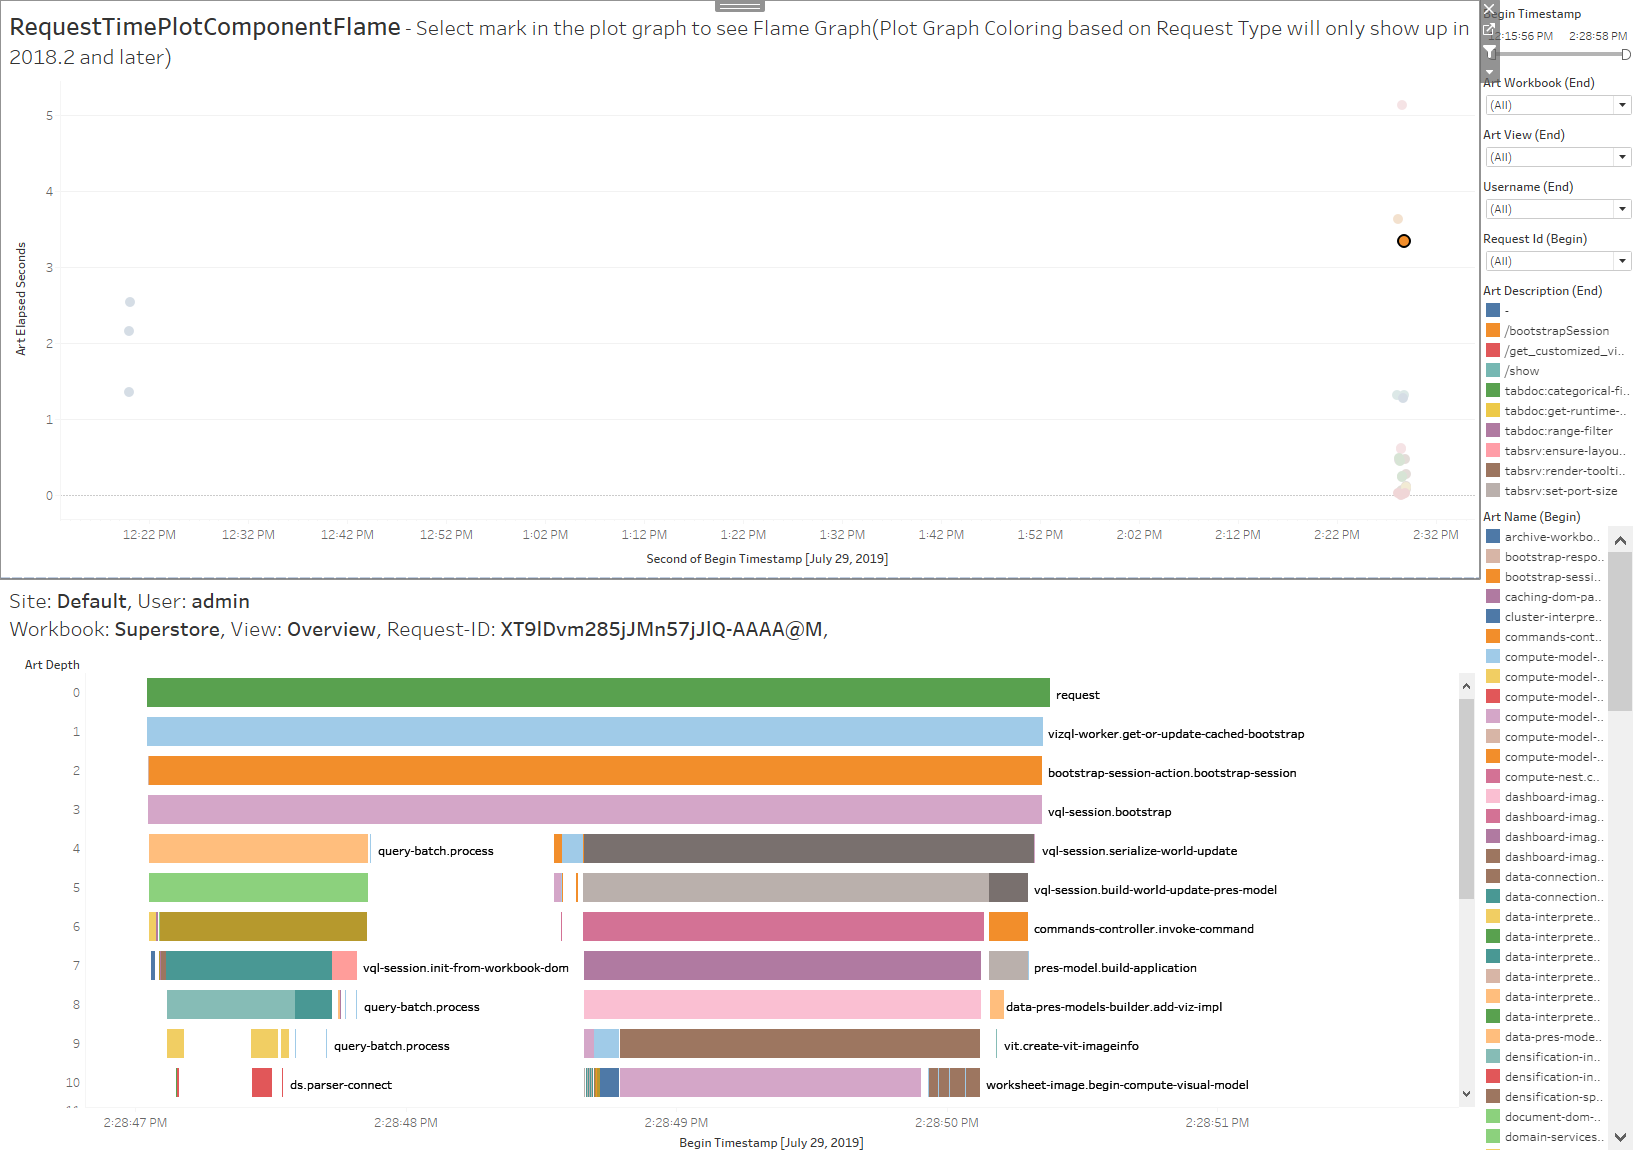 RequestTimePlotComponentFlame - Select mark in the plot graph to see Flame Graph(Plot Graph Coloring based on Request Type will only show up in
2018.2 and later)
Art Elapsed Seconds
5
4
3
2
1
0
12:22 PM 12:32 PM 12:42 PM 12:52 PM 1:02 PM 1:12 PM 1:22 PM 1:32 PM 1:42 PM 1:52 PM 2:02 PM 2:12 PM 2:22 PM 2:32 PM
Second of Begin Timestamp [July 29, 2019]
Site: Default, User: admin
Workbook: Superstore, View: Overview, Request-ID: XT9lDvm285jJMn57jJlQ-AAAA@M,
Art Depth
0 request
1 vizql-worker.get-or-update-cached-bootstrap
2 bootstrap-session-action.bootstrap-session
3 vql-session.bootstrap
4 query-batch.process vql-session.serialize-world-update
5 vql-session.build-world-update-pres-model
6 commands-controller.invoke-command
7 vql-session.init-from-workbook-dom pres-model.build-application
8 query-batch.process data-pres-models-builder.add-viz-impl
9 query-batch.process vit.create-vit-imageinfo
10 ds.parser-connect worksheet-image.begin-compute-visual-model
2:28:47 PM 2:28:48 PM 2:28:49 PM 2:28:50 PM 2:28:51 PM
Begin Timestamp [July 29, 2019]
Begin Timestamp
12:15:56 PM 2:28:58 PM
Art Workbook (End)
(All)
Art View (End)
(All)
Username (End)
(All)
Request Id (Begin)
(All)
Art Description (End)
-
/bootstrapSession
/get_customized_vi..
/show
tabdoc:categorical-fi..
tabdoc:get-runtime-..
tabdoc:range-filter
tabsrv:ensure-layou..
tabsrv:render-toolti..
tabsrv:set-port-size
Art Name (Begin)
archive-workbo..
bootstrap-respo..
bootstrap-sessi..
caching-dom-pa..
cluster-interpre..
commands-cont..
compute-model-..
compute-model-..
compute-model-..
compute-model-..
compute-model-..
compute-model-..
compute-nest.c..
dashboard-imag..
dashboard-imag..
dashboard-imag..
dashboard-imag..
data-connection..
data-connection..
data-interprete..
data-interprete..
data-interprete..
data-interprete..
data-interprete..
data-interprete..
data-pres-mode..
densification-in..
densification-in..
densification-sp..
document-dom-..
domain-services..